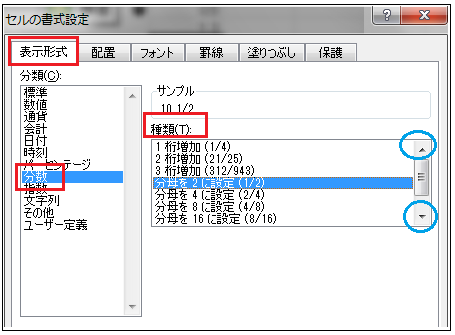 セルの書式設定
表示形式 配置 フォント 罫線 塗りつぶし 保護
分類(C):
標準
数値
通貨
会計
日付
時刻
パーセンテージ
分数
指数
文字列
その他
ユーザー定義
サンプル
10 1/2
種類(T):
1 桁増加 (1/4)
2 桁増加 (21/25)
3 桁増加 (312/943)
分母を 2 に設定 (1/2)
分母を 4 に設定 (2/4)
分母を 8 に設定 (4/8)
分母を 16 に設定 (8/16)